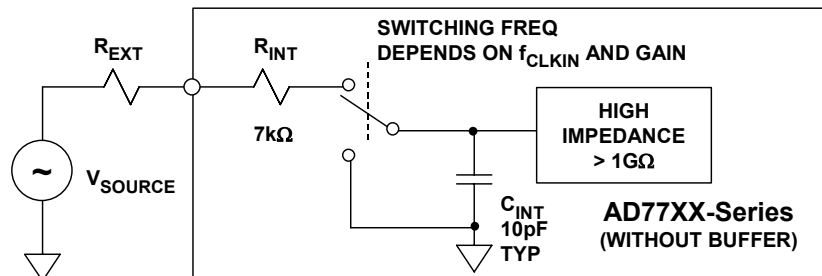 SWITCHING FREQ
DEPENDS ON fCLKIN AND GAIN
REXT
RINT
7kΩ
~
VSOURCE
HIGH
IMPEDANCE
> 1GΩ
CINT
10pF
TYP
AD77XX-Series
(WITHOUT BUFFER)